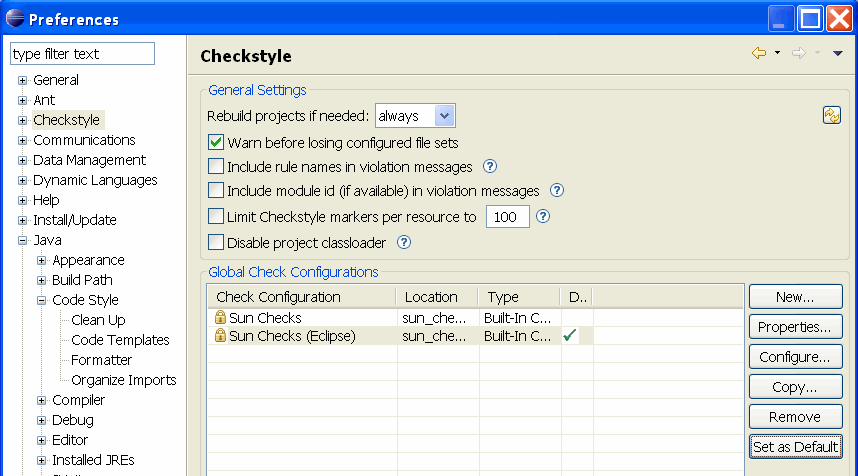 Preferences
type filter text
General
Ant
Checkstyle
Communications
Data Management
Dynamic Languages
Help
Install/Update
Java
Appearance
Build Path
Code Style
Clean Up
Code Templates
Formatter
Organize Imports
Compiler
Debug
Editor
Installed JREs
Checkstyle
General Settings
Rebuild projects if needed: always
Warn before losing configured file sets
Include rule names in violation messages
Include module id (if available) in violation messages
Limit Checkstyle markers per resource to 100
Disable project classloader
Global Check Configurations
Check Configuration Location Type D..
Sun Checks sun_che... Built-In C...
Sun Checks (Eclipse) sun_che... Built-In C...
New...
Properties...
Configure...
Copy...
Remove
Set as Default